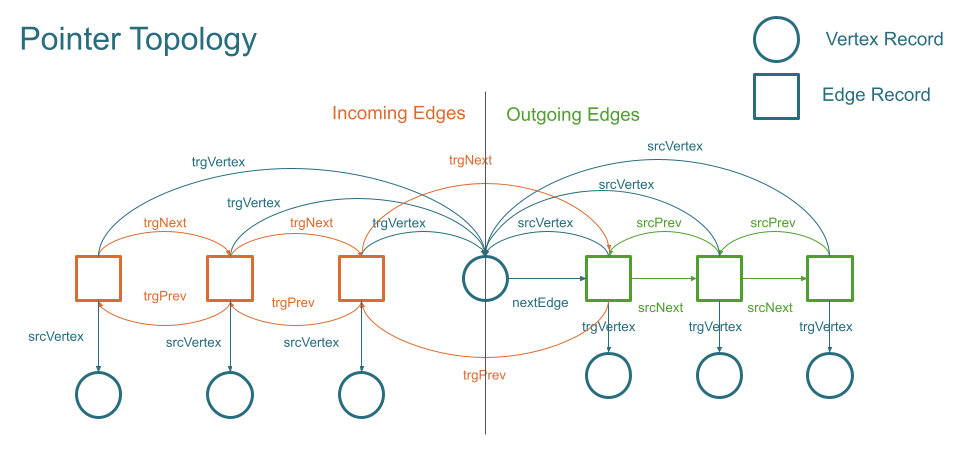 Pointer Topology
Vertex Record
Edge Record
Incoming Edges
Outgoing Edges
trgVertex
trgNext
srcVertex
trgVertex
srcVertex
trgNext
trgNext
trgVertex
srcVertex
srcPrev
srcPrev
trgPrev
trgPrev
nextEdge
srcNext
srcNext
srcVertex
srcVertex
srcVertex
trgVertex
trgVertex
trgVertex
trgPrev